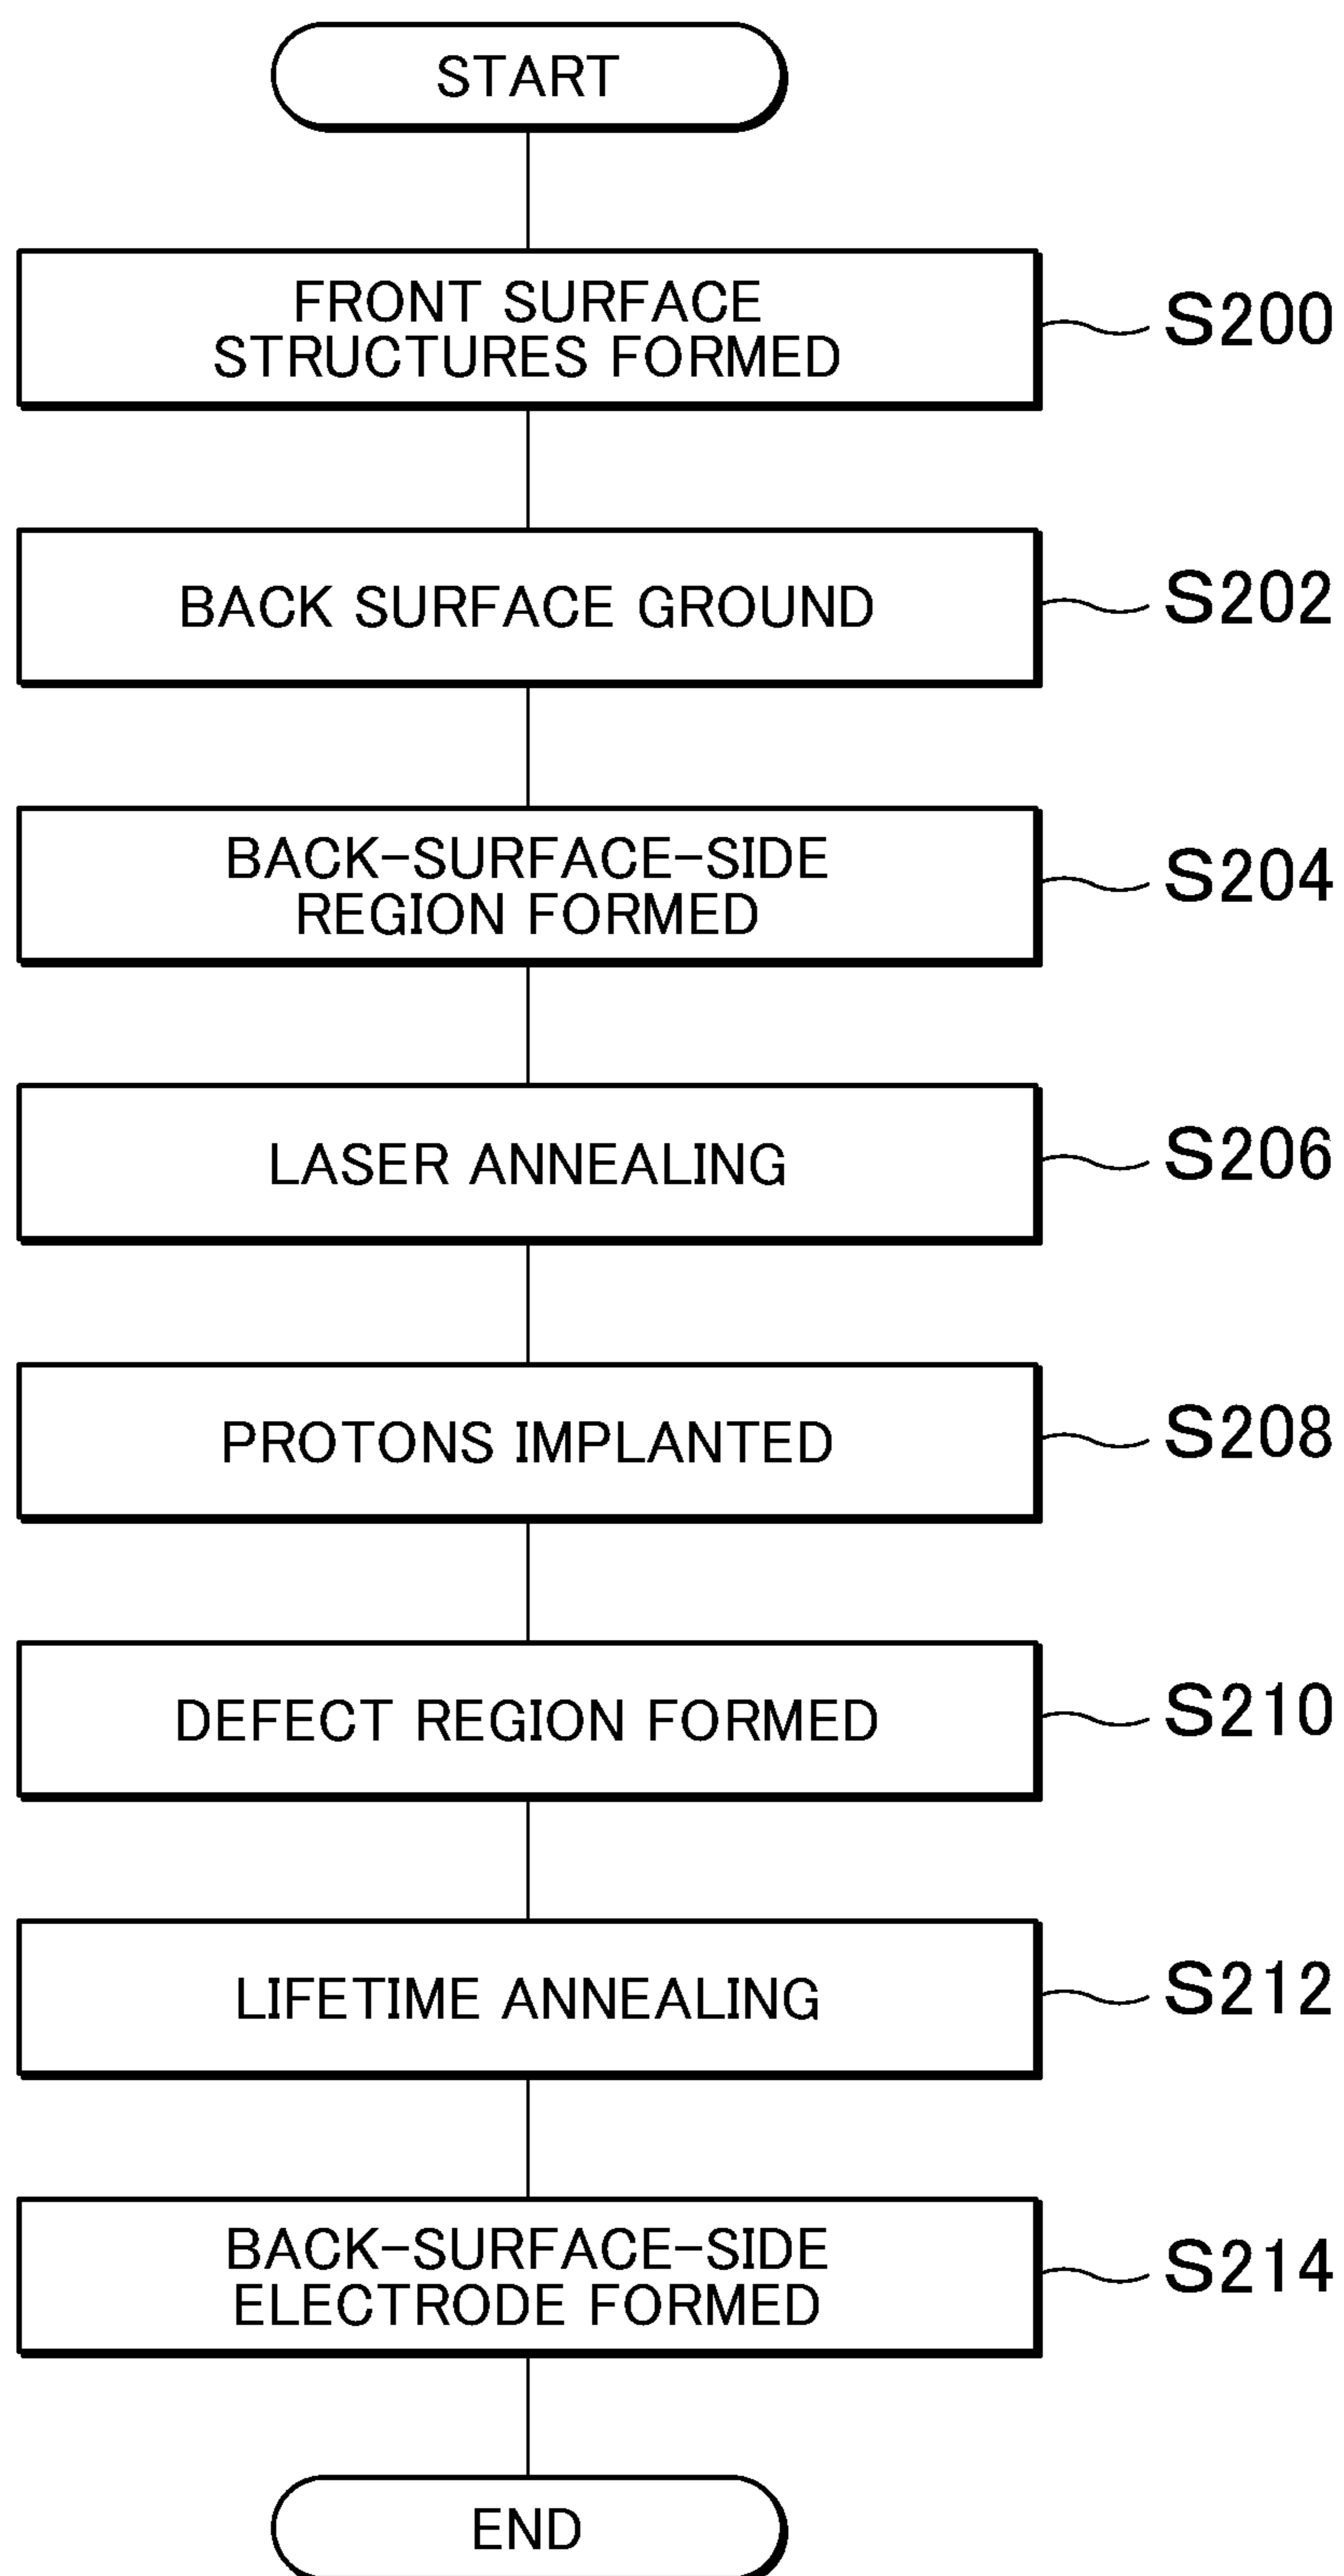 START
FRONT SURFACE
STRUCTURES FORMED
S200
BACK SURFACE GROUND
S202
BACK-SURFACE-SIDE
REGION FORMED
S204
LASER ANNEALING
S206
PROTONS IMPLANTED
S208
DEFECT REGION FORMED
S210
LIFETIME ANNEALING
S212
BACK-SURFACE-SIDE
ELECTRODE FORMED
S214
END